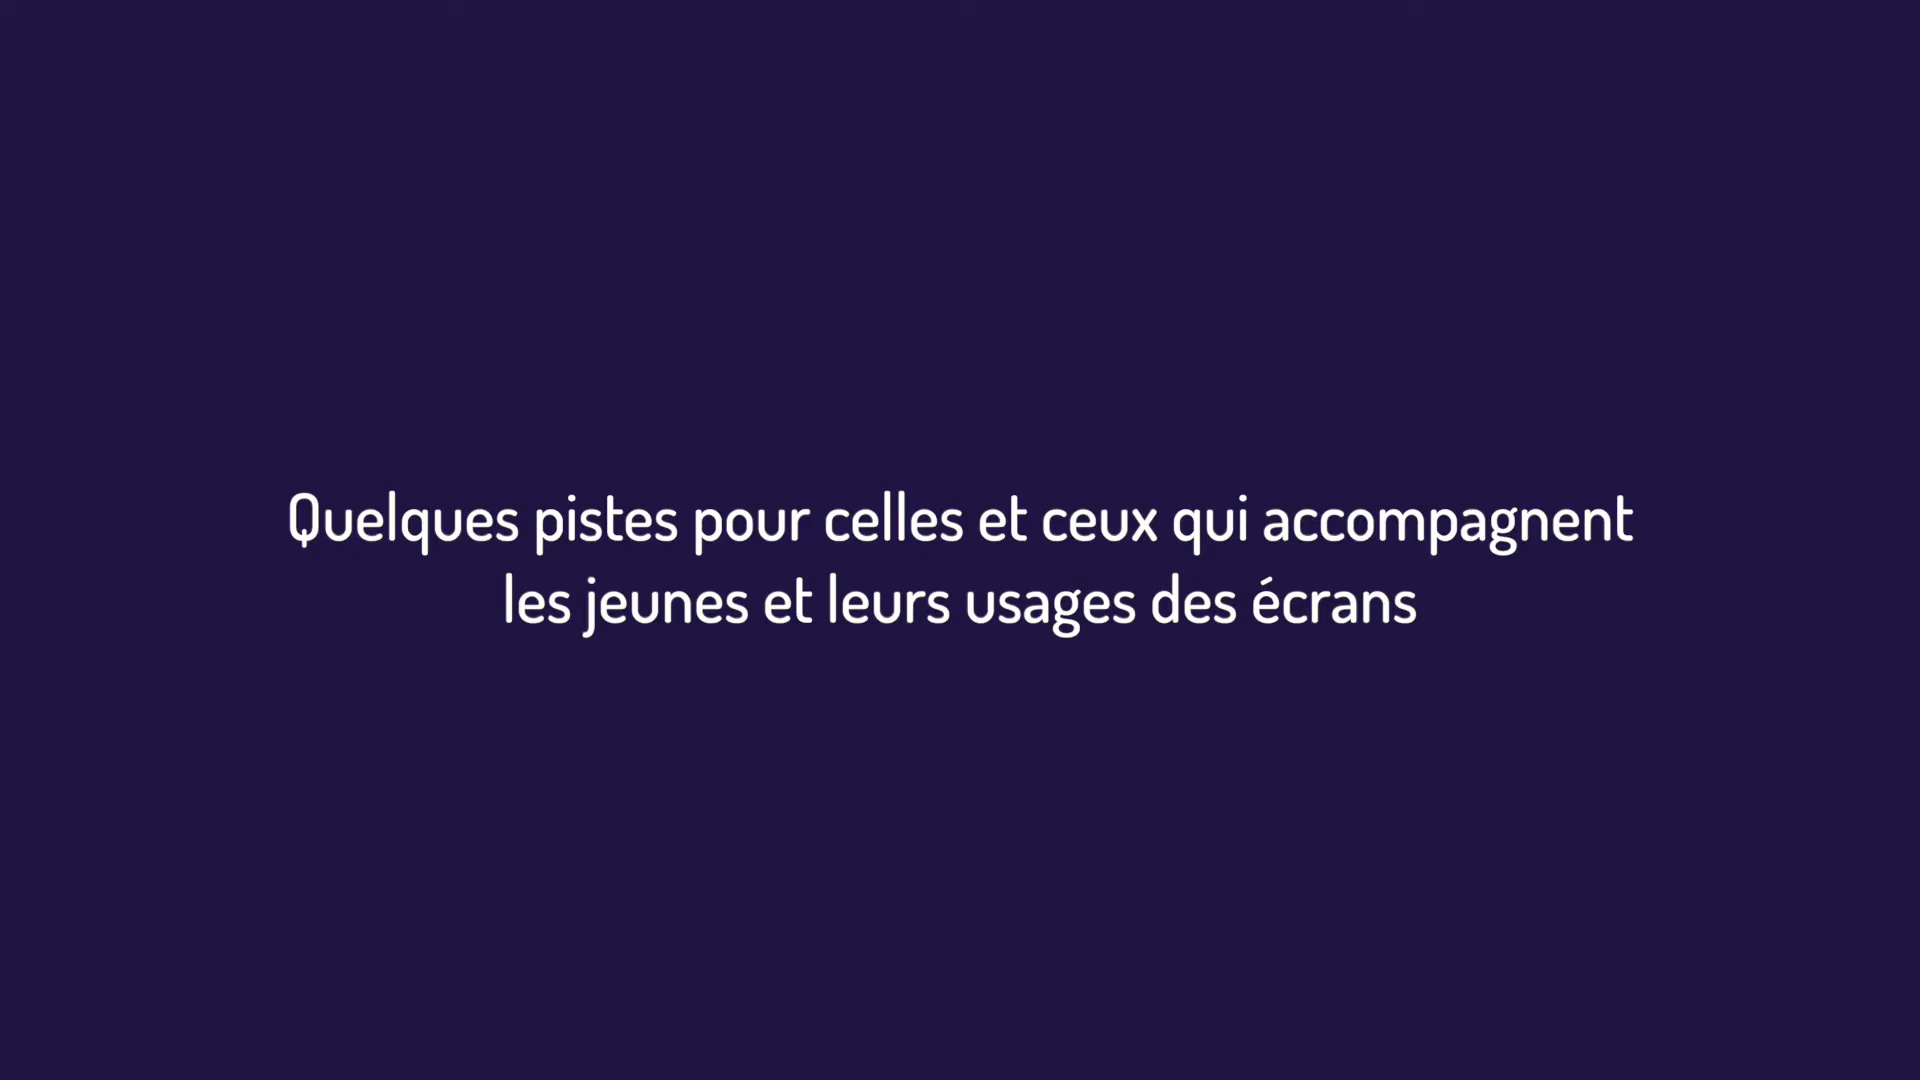 Quelques pistes pour celles et ceux qui accompagnent
les jeunes et leurs usages des écrans